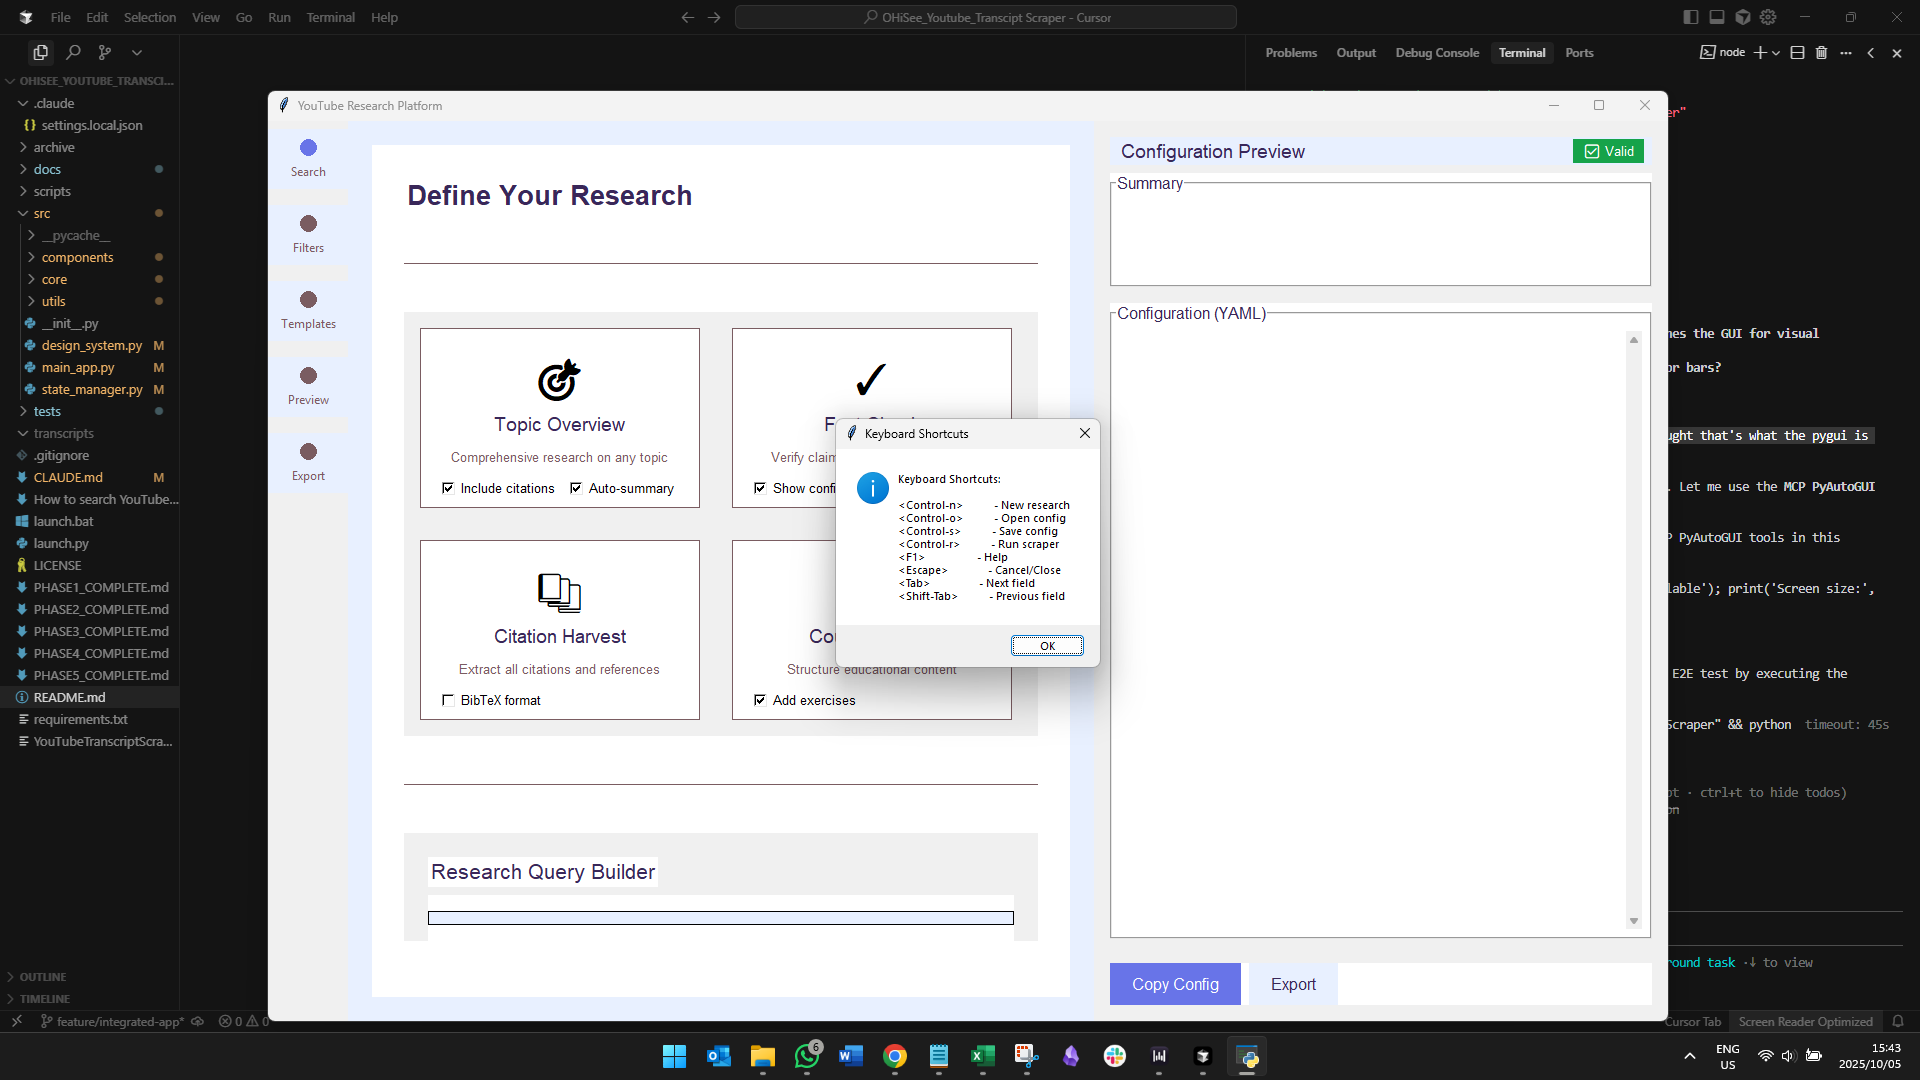 File Edit Selection View Go Run Terminal Help
OHiSee_Youtube_Transcipt Scraper - Cursor
OHISEE_YOUTUBE_TRANSCI...
.claude
settings.local.json
archive
docs
scripts
src
__pycache__
components
core
utils
__init__.py
design_system.py M
main_app.py M
state_manager.py M
tests
transcripts
.gitignore
CLAUDE.md M
How to search YouTube...
launch.bat
launch.py
LICENSE
PHASE1_COMPLETE.md
PHASE2_COMPLETE.md
PHASE3_COMPLETE.md
PHASE4_COMPLETE.md
PHASE5_COMPLETE.md
README.md
requirements.txt
YouTubeTranscriptScra...
OUTLINE
TIMELINE
feature/integrated-app* 0 0 0
YouTube Research Platform
Search
Filters
Templates
Preview
Export
Define Your Research
Topic Overview
Comprehensive research on any topic
Include citations Auto-summary
Verify claim
Show confi
Citation Harvest
Extract all citations and references
BibTeX format
Co
Structure educational content
Add exercises
Research Query Builder
Keyboard Shortcuts
Keyboard Shortcuts:
<Control-n> - New research
<Control-o> - Open config
<Control-s> - Save config
<Control-r> - Run scraper
<F1> - Help
<Escape> - Cancel/Close
<Tab> - Next field
<Shift-Tab> - Previous field
OK
Configuration Preview
Valid
Summary
Configuration (YAML)
Copy Config
Export
Problems Output Debug Console Terminal Ports
node
er"
nes the GUI for visual
or bars?
ught that's what the pygui is
. Let me use the MCP PyAutoGUI
P PyAutoGUI tools in this
lable'); print('Screen size:',
E2E test by executing the
Scraper" && python timeout: 45s
pt · ctrl+t to hide todos)
on
round task · ↓ to view
Cursor Tab
Screen Reader Optimized
6
ENG
US
15:43
2025/10/05